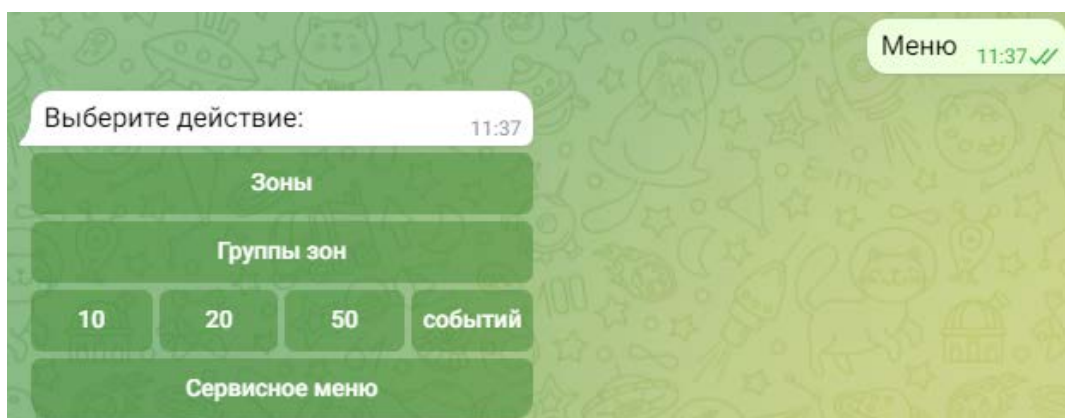 Меню 11:37
Выберите действие: 11:37
Зоны
Группы зон
10 20 50 событий
Сервисное меню